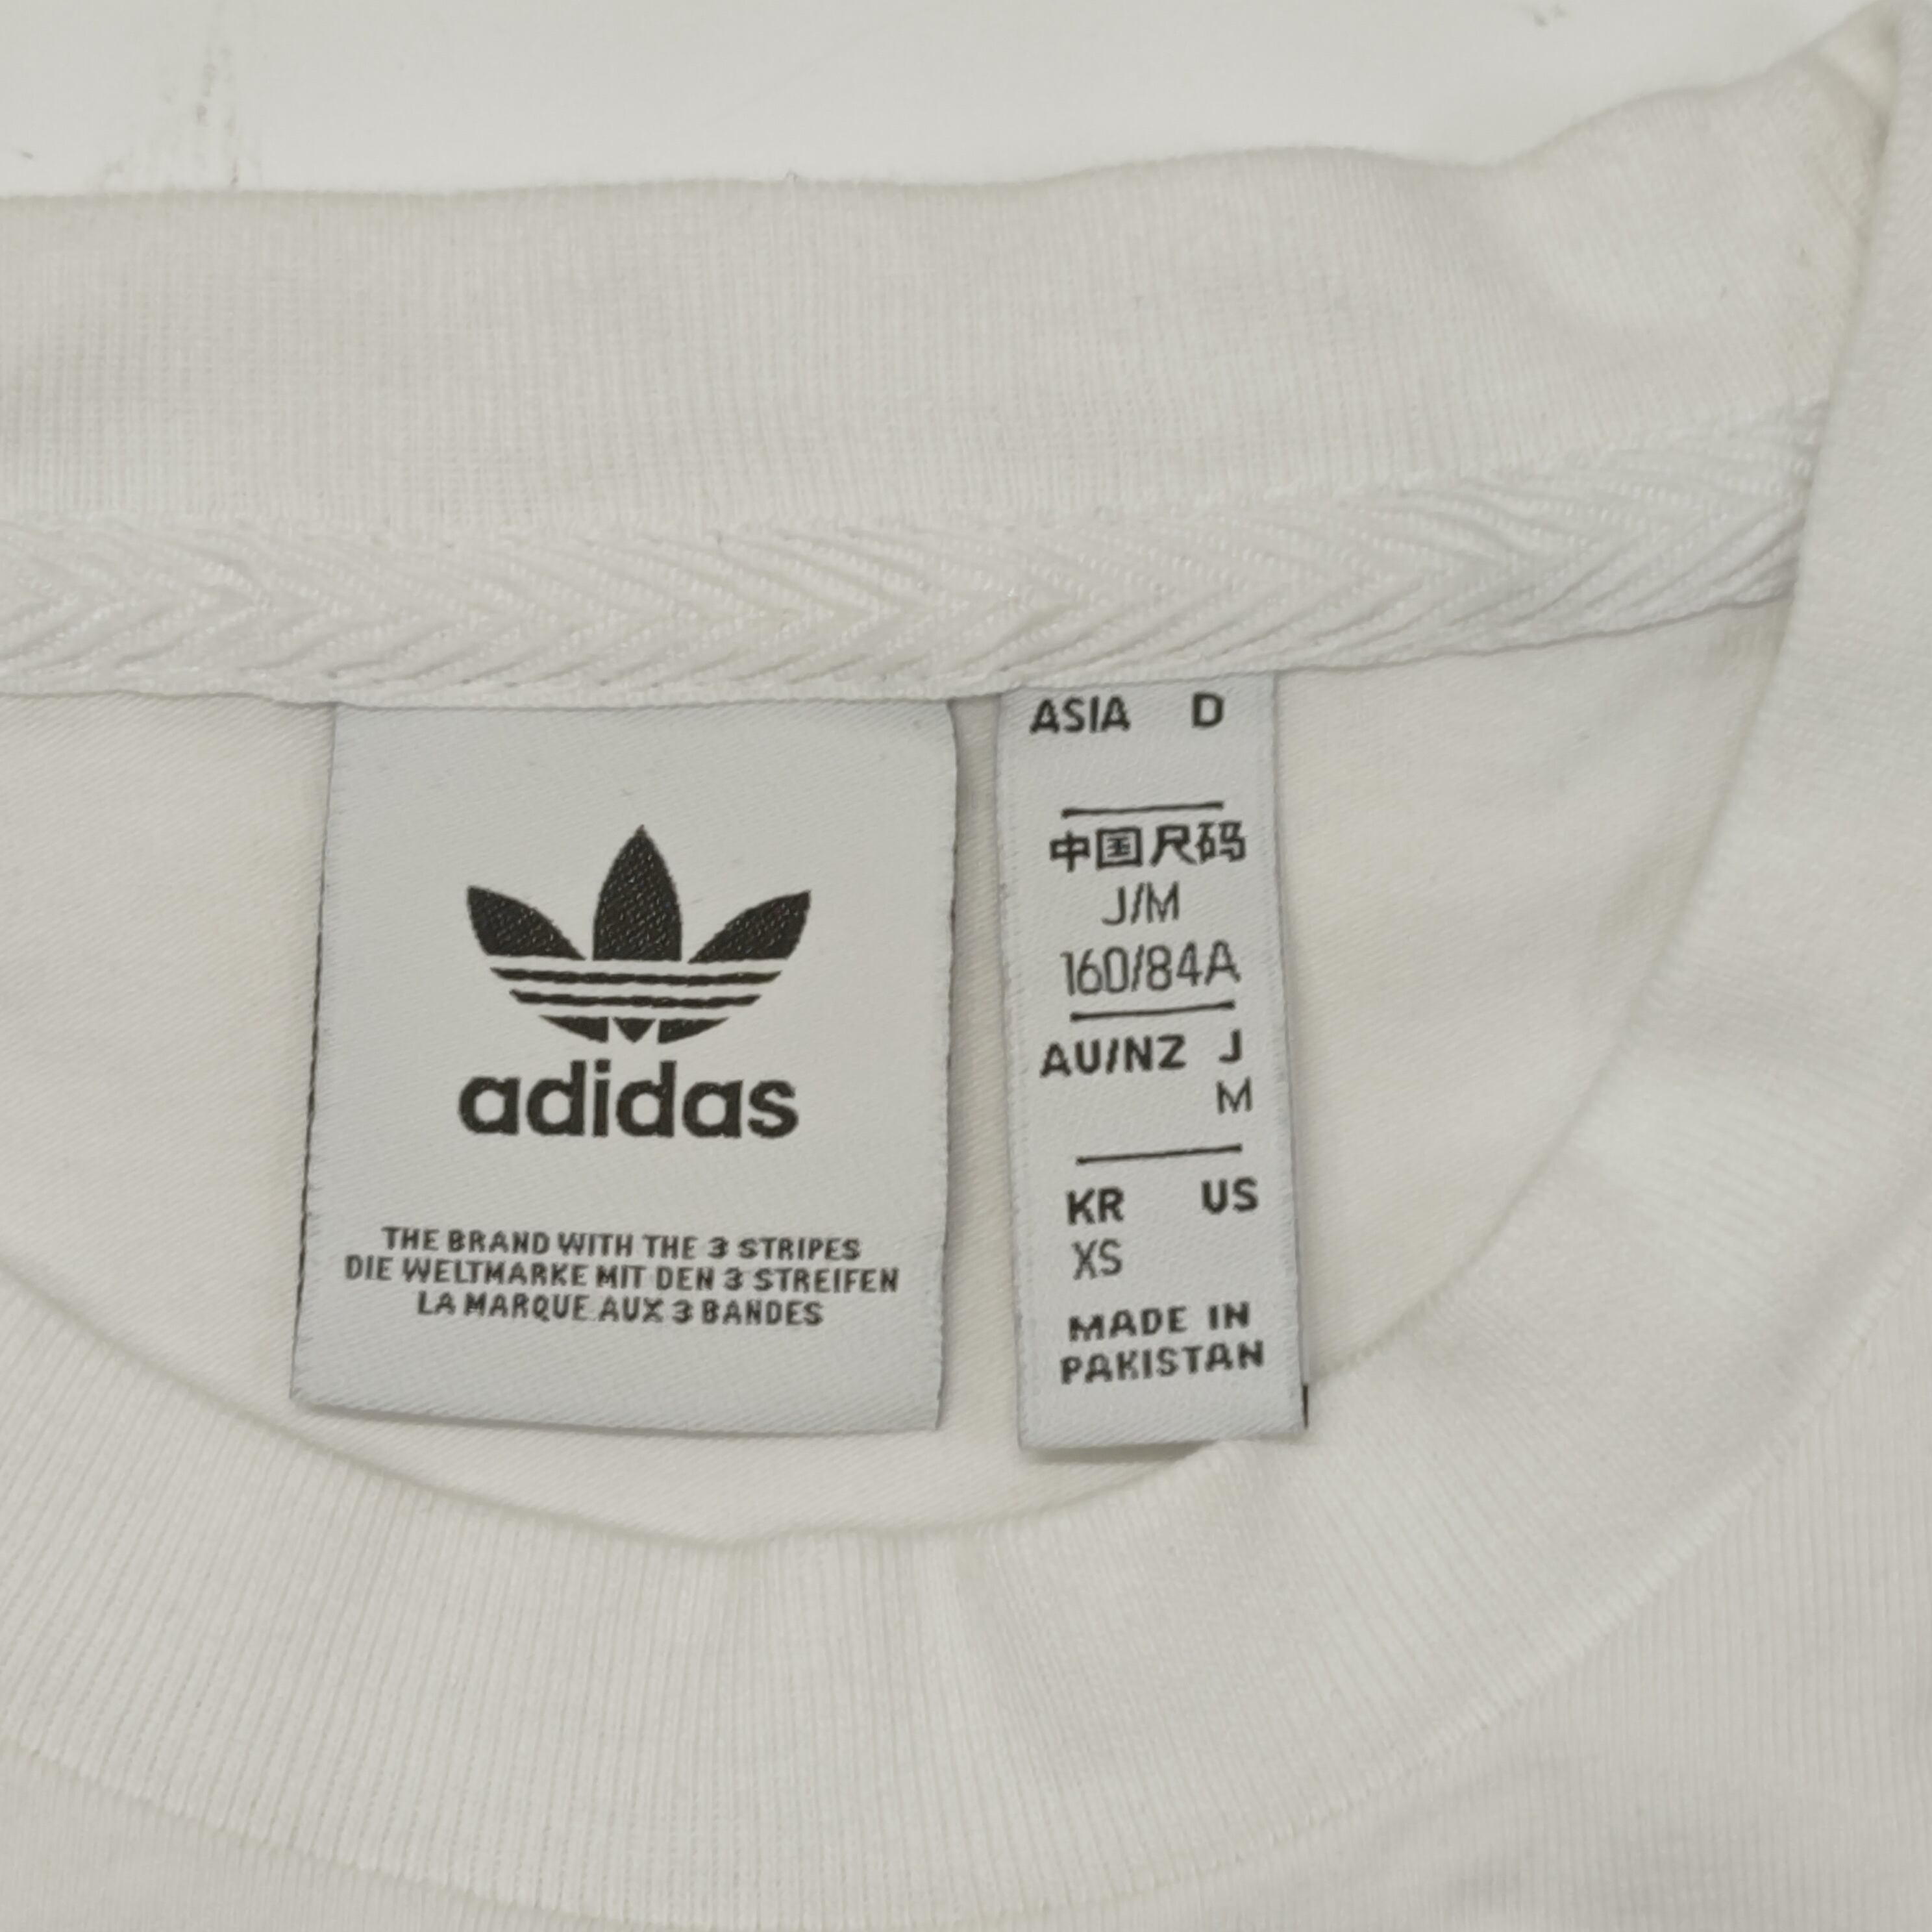 adidas
THE BRAND WITH THE 3 STRIPES
DIE WELTMARKE MIT DEN 3 STREIFEN
LA MARQUE AUX 3 BANDES
ASIA D
中国尺码
J/M
160/84A
AU/NZ J
M
KR US
XS
MADE IN
PAKISTAN